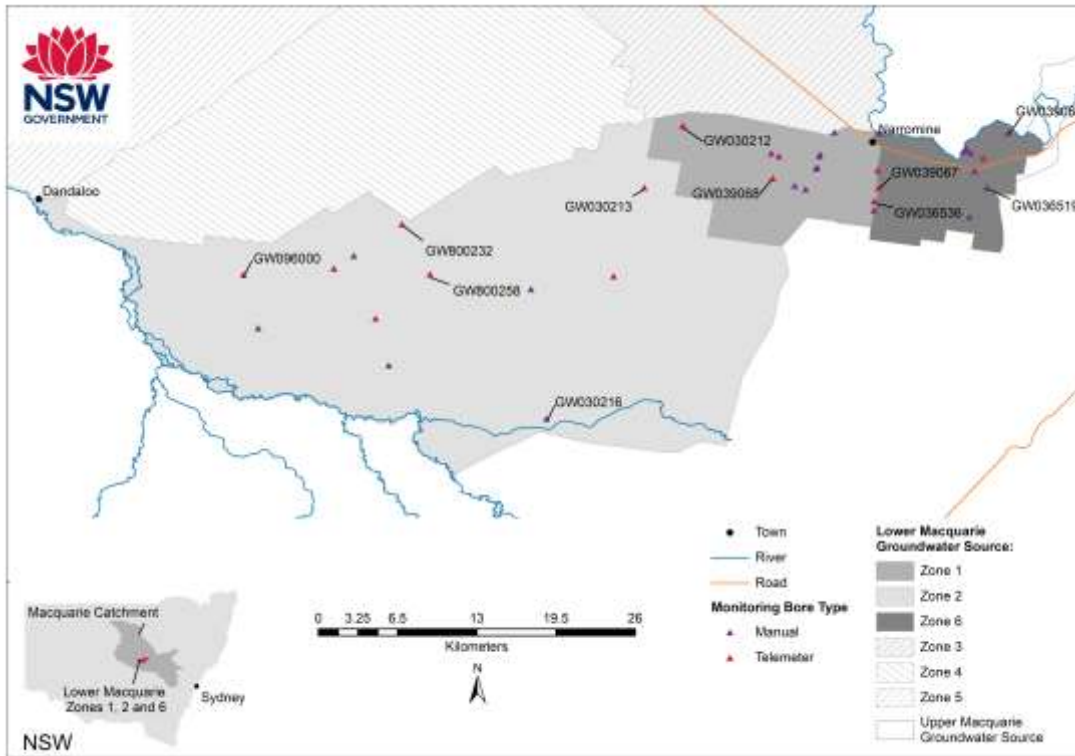 NSW
GOVERNMENT
GW03906
Narromine
GW030212
Dandaloo
GW039067
GW030213
GW039068
GW036519
GW036536
GW800232
GW096000
GW800258
GW030216
Town
River
Road
Monitoring Bore Type
Manual
Telemeter
Lower Macquarie
Groundwater Source:
Zone 1
Zone 2
Zone 6
Zone 3
Zone 4
Zone 5
Upper Macquarie
Groundwater Source
0 3.25 6.5 13 19.5 26
Kilometers
N
Macquarie Catchment
Lower Macquarie
Zones 1, 2 and 6
Sydney
NSW